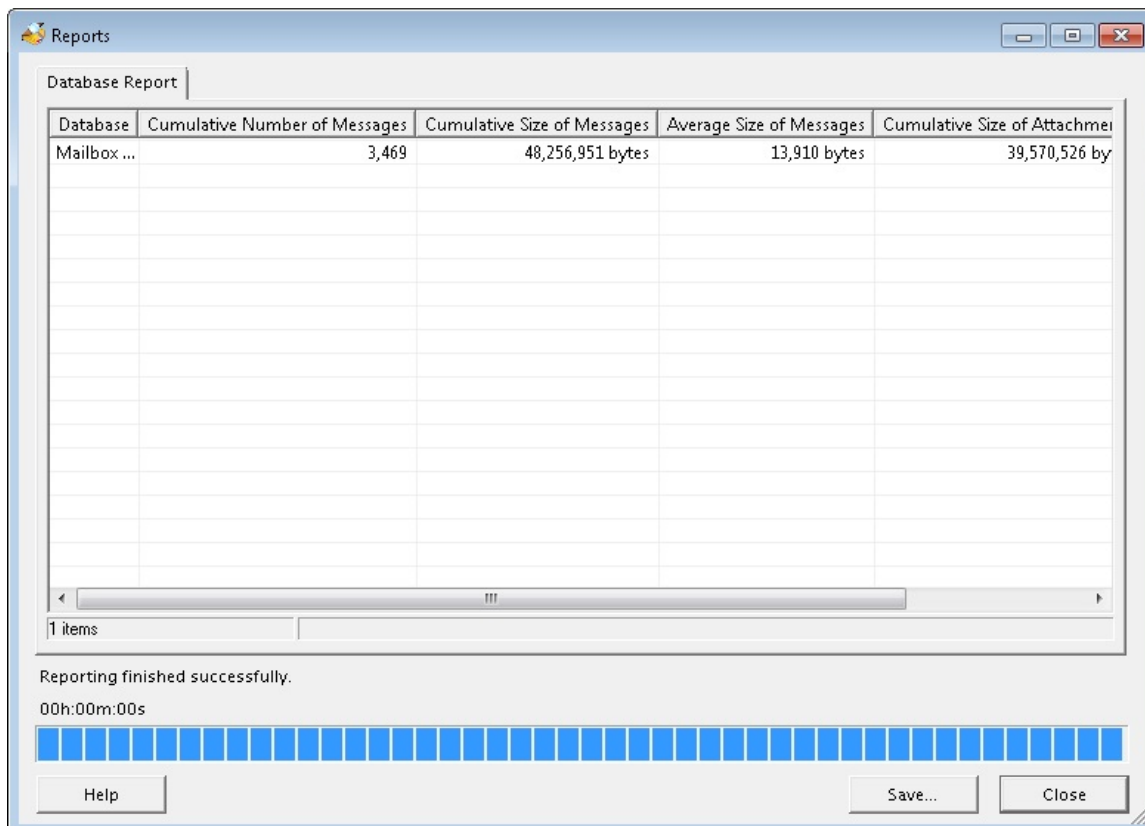 Reports
Database Report
Database Cumulative Number of Messages Cumulative Size of Messages Average Size of Messages Cumulative Size of Attachmen
Mailbox ... 3,469 48,256,951 bytes 13,910 bytes 39,570,526 by
1 items
Reporting finished successfully.
00h:00m:00s
Help Save... Close